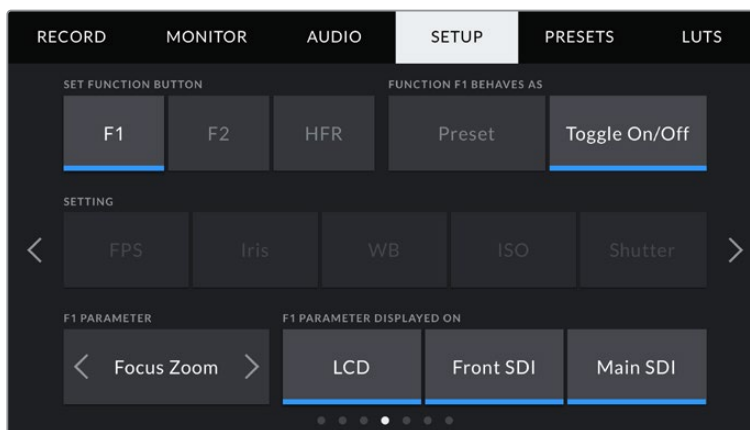 RECORD MONITOR AUDIO SETUP PRESETS LUTS
SET FUNCTION BUTTON FUNCTION F1 BEHAVES AS
F1 F2 HFR Preset Toggle On/Off
SETTING
FPS Iris WB ISO Shutter
F1 PARAMETER F1 PARAMETER DISPLAYED ON
Focus Zoom LCD Front SDI Main SDI